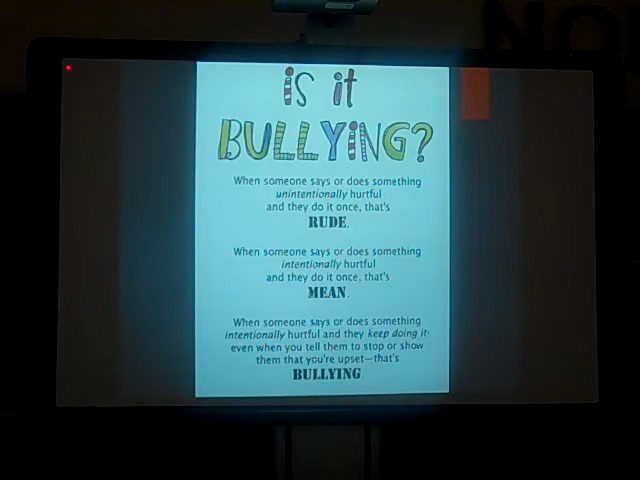 is it
BULLYING?
When someone says or does something
unintentionally hurtful
and they do it once, that's
RUDE.
When someone says or does something
intentionally hurtful
and they do it once, that's
MEAN.
When someone says or does something
intentionally hurtful and they keep doing it-
even when you tell them to stop or show
them that you're upset—that's
BULLYING